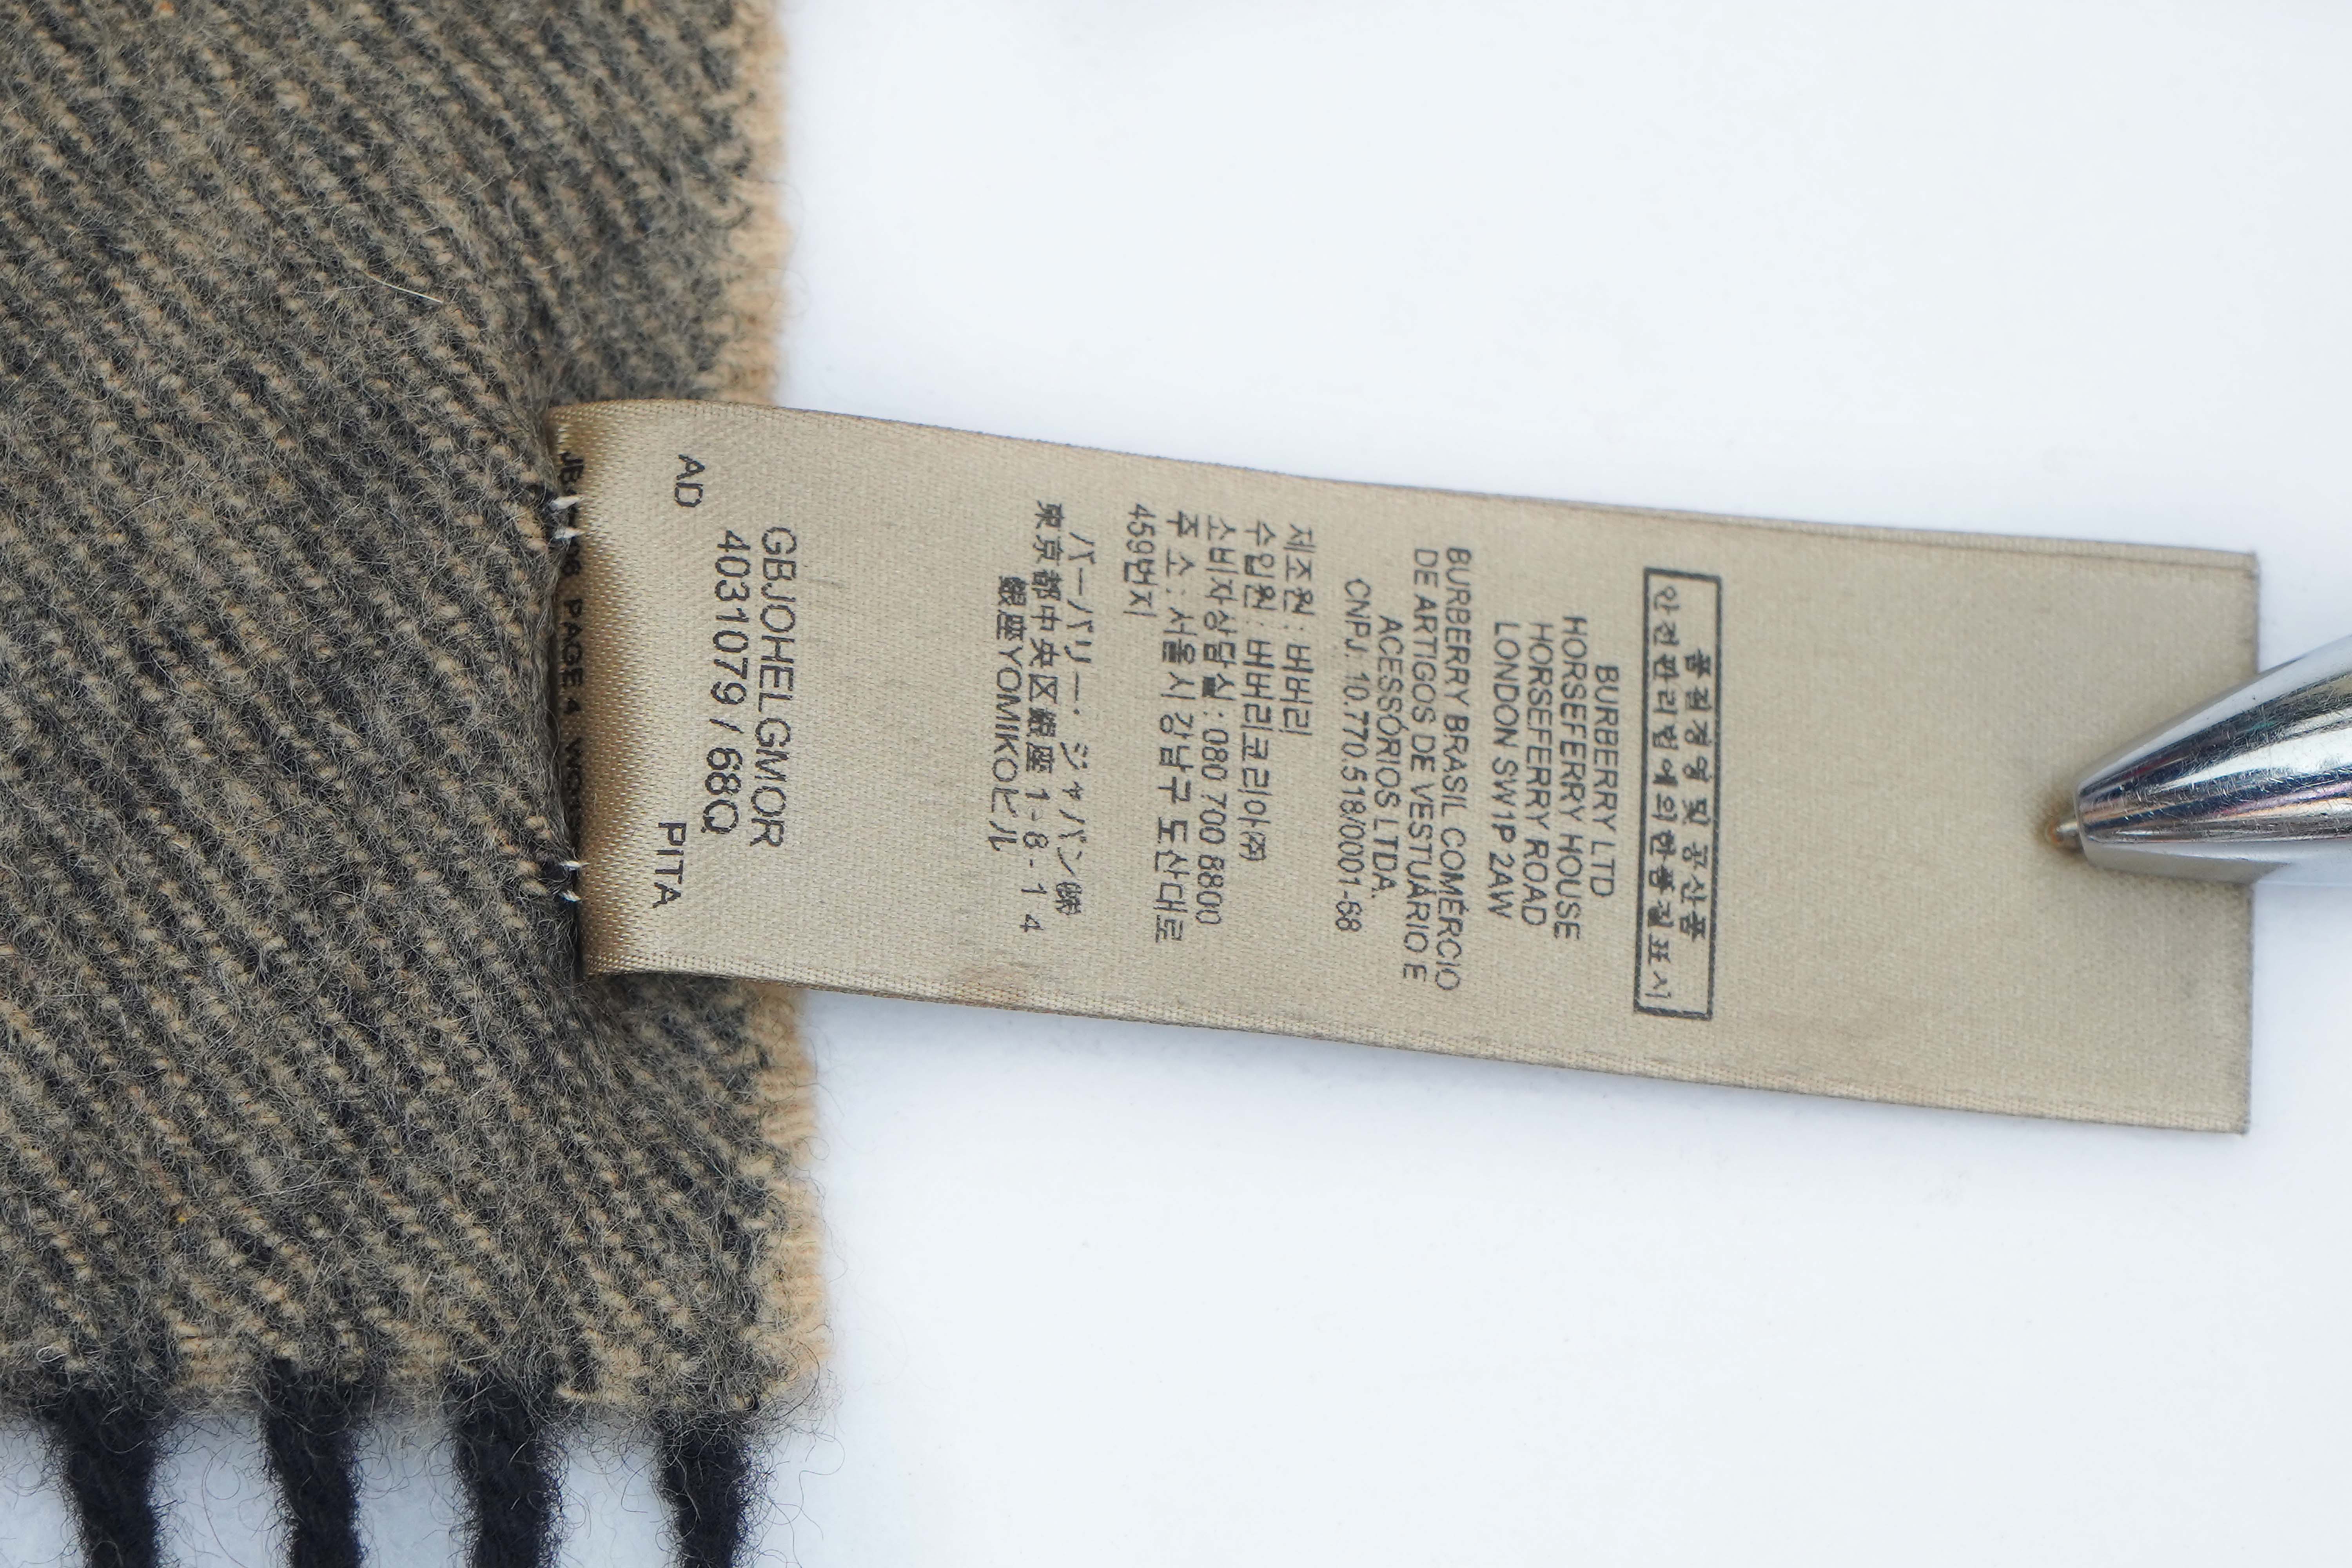 품질경영 및 공산품
안전관리법에 의한 품질표시
BURBERRY LTD
HORSEFERRY HOUSE
HORSEFERRY ROAD
LONDON SW1P 2AW
BURBERRY BRASIL COMÉRCIO
DE ARTIGOS DE VESTUÁRIO E
ACESSÓRIOS LTDA.
CNPJ. 10.770.518/0001-68
제조원 : 버버리
수입원 : 버버리코리아㈜
소비자상담실 : 080 700 8800
주 소 : 서울시 강남구 도산대로
459번지
バーバリー・ジャパン㈱
東京都中央区銀座1-8-14
銀座YOMIKOビル
GBJOHELGMOR
4031079 / 68Q
AD PITA
PAGE 4